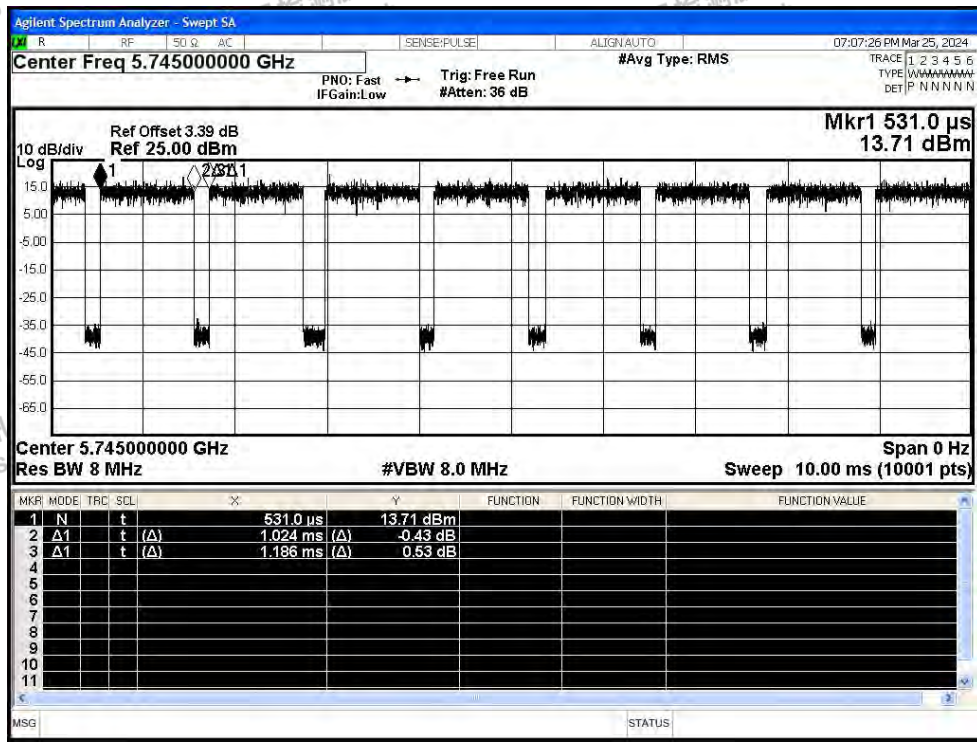 Agilent Spectrum Analyzer - Swept SA
LXI R RF 50 Ω AC SENSE:PULSE ALIGN AUTO 07:07:26 PM Mar 25, 2024
Center Freq 5.745000000 GHz #Avg Type: RMS TRACE 1 2 3 4 5 6
PNO: Fast Trig: Free Run TYPE WWWWWW
IFGain:Low #Atten: 36 dB DET P N N N N N
Mkr1 531.0 µs
Ref Offset 3.39 dB
10 dB/div Ref 25.00 dBm 13.71 dBm
Log
1
15.0
5.00
-5.00
-15.0
-25.0
-35.0
-45.0
-55.0
-65.0
Center 5.745000000 GHz Span 0 Hz
Res BW 8 MHz #VBW 8.0 MHz Sweep 10.00 ms (10001 pts)
MKR MODE TRC SCL X Y FUNCTION FUNCTION WIDTH FUNCTION VALUE
1 N t 531.0 µs 13.71 dBm
2 Δ1 t (Δ) 1.024 ms (Δ) -0.43 dB
3 Δ1 t (Δ) 1.186 ms (Δ) 0.53 dB
4
5
6
7
8
9
10
11
MSG STATUS